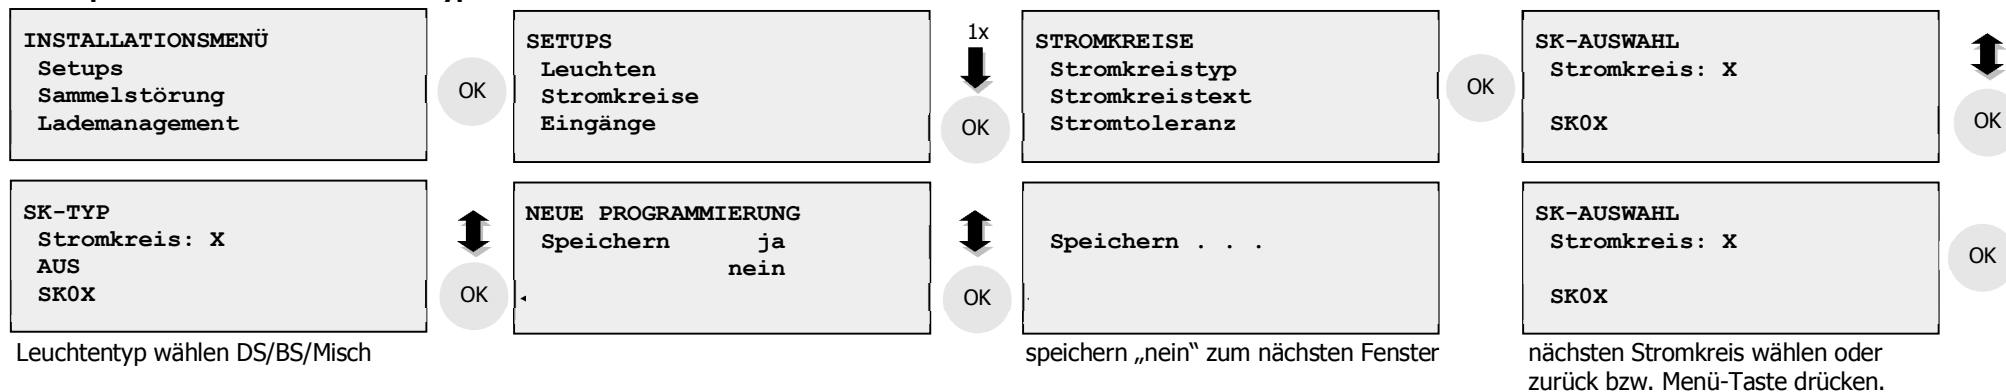 INSTALLATIONSMENÜ
Setups
Sammelstörung
Lademanagement
OK
SETUPS
Leuchten
Stromkreise
Eingänge
1x
OK
STROMKREISE
Stromkreistyp
Stromkreistext
Stromtoleranz
OK
SK-AUSWAHL
Stromkreis: X
SK0X
OK
SK-TYP
Stromkreis: X
AUS
SK0X
OK
NEUE PROGRAMMIERUNG
Speichern ja
nein
OK
Speichern . . .
SK-AUSWAHL
Stromkreis: X
SK0X
OK
Leuchtentyp wählen DS/BS/Misch
speichern „nein“ zum nächsten Fenster
nächsten Stromkreis wählen oder
zurück bzw. Menü-Taste drücken.